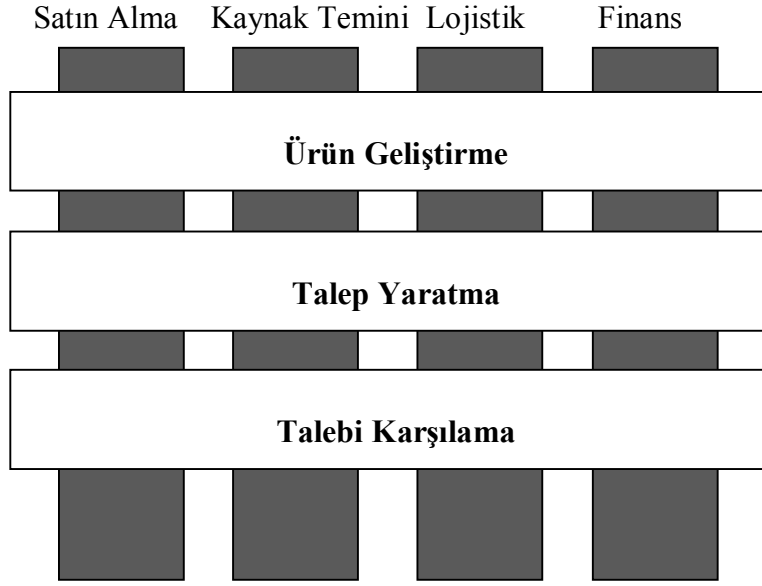 Satın Alma Kaynak Temini Lojistik Finans
Ürün Geliştirme
Talep Yaratma
Talebi Karşılama